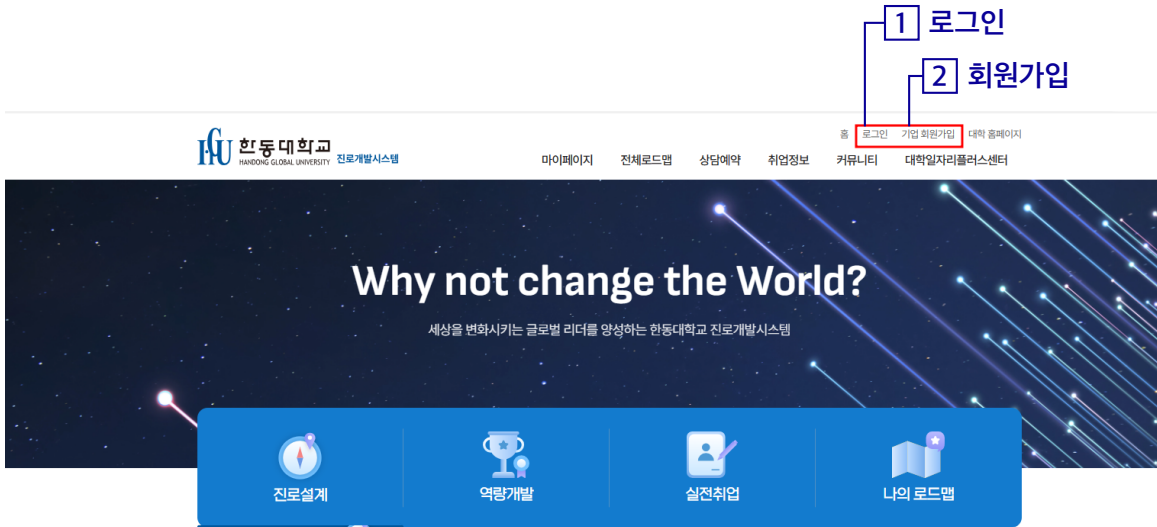 1 로그인
2 회원가입
홈 로그인 기업 회원가입 대학 홈페이지
HGU 한동대학교
HANDONG GLOBAL UNIVERSITY 진로개발시스템
마이페이지 전체로드맵 상담예약 취업정보 커뮤니티 대학일자리플러스센터
Why not change the World?
세상을 변화시키는 글로벌 리더를 양성하는 한동대학교 진로개발시스템
진로설계 역량개발 실전취업 나의 로드맵